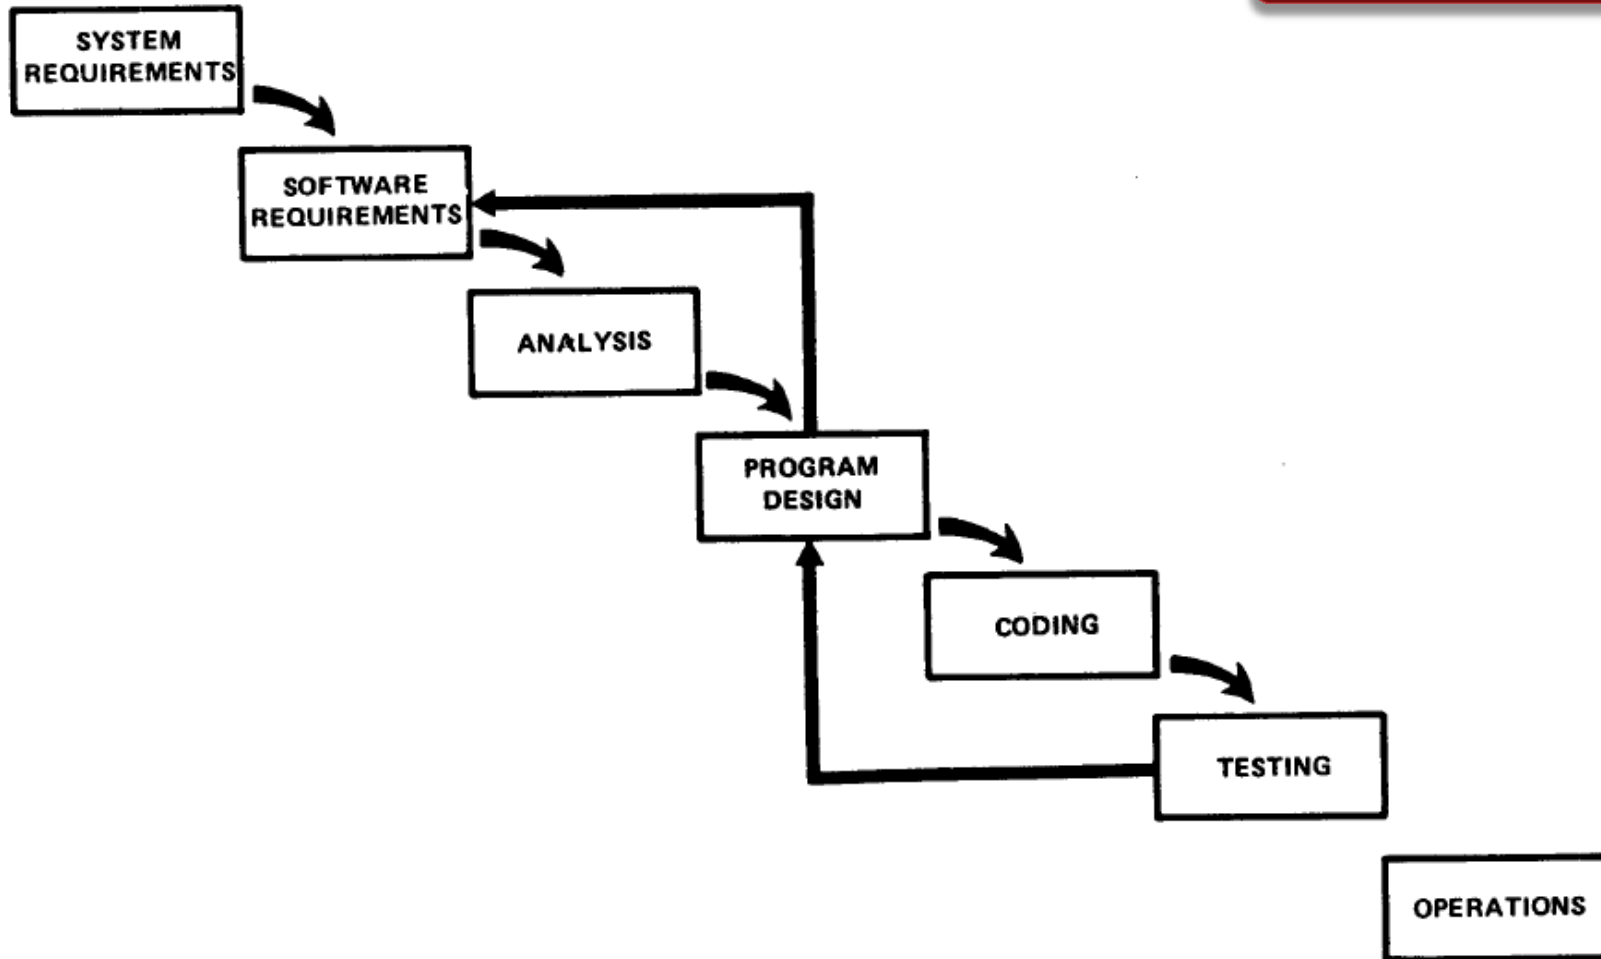 SYSTEM
REQUIREMENTS
SOFTWARE
REQUIREMENTS
ANALYSIS
PROGRAM
DESIGN
CODING
TESTING
OPERATIONS